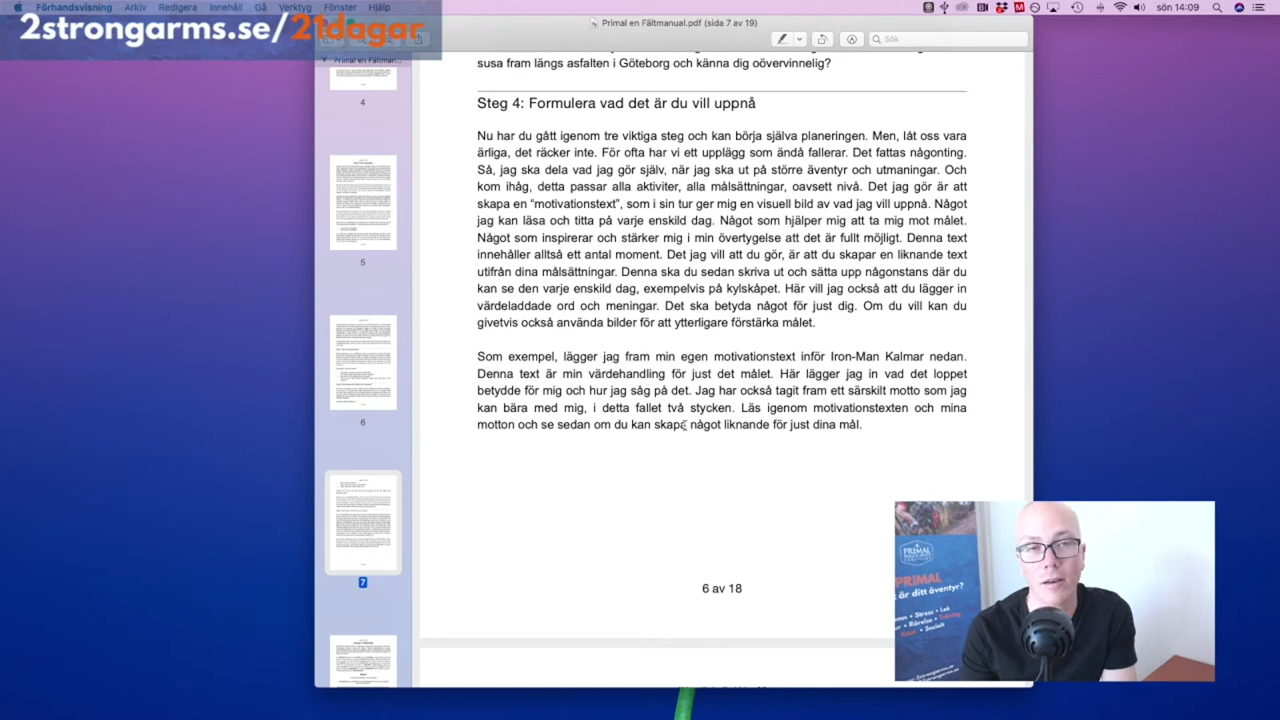 Förhandsvisning Arkiv Redigera Innehåll Gå Verktyg Fönster Hjälp
sön 14:09
2strongarms.se/21dagar
Primal en Fältmanual.pdf (sida 7 av 19)
Sök
Primal en Fältman...
susa fram längs asfalten i Göteborg och känna dig oövervinnelig?
4
Steg 4: Formulera vad det är du vill uppnå
Nu har du gått igenom tre viktiga steg och kan börja själva planeringen. Men, låt oss vara
ärliga, det räcker inte. För ofta har vi ett upplägg som ändå fallerar. Det fattas någonting.
Så, jag ska dela vad jag gör själv, när jag ska ut på större äventyr och utmaningar. Och
kom ihåg, detta passar alla aktiviter, alla målsättningar, oavsett nivå. Det jag gör är att
skapa en "motivationstext", som i sin tur ger mig en visuell bild av vad jag vill uppnå. Något
jag kan läsa och titta på varje enskild dag. Något som hjälper mig att ta mig mot målet.
Något som inspirerar och stärker mig i min övertygelse att det är fullt möjligt. Denna text
innehåller alltså ett antal moment. Det jag vill att du gör, är att du skapar en liknande text
utifrån dina målsättningar. Denna ska du sedan skriva ut och sätta upp någonstans där du
kan se den varje enskild dag, exempelvis på kylskåpet. Här vill jag också att du lägger in
värdeladdade ord och meningar. Det ska betyda något för just dig. Om du vill kan du
givetvis också använda bilder för att ytterligare förstärka målet.
5
Som exempel, lägger jag fram min egen motivationstext för Iron-Man Kalmar nedan.
Denna text är min värdehandling för just det målet. Här lägger jag in vad det loppet
betyder för mig och hur jag såg på det. Jag har också tagit fram ett särskilt motto som jag
kan bära med mig, i detta fallet två stycken. Läs igenom motivationstexten och mina
motton och se sedan om du kan skapa något liknande för just dina mål.
6
6 av 18
7
PRIMAL
PRIMAL
är ditt äventyr?